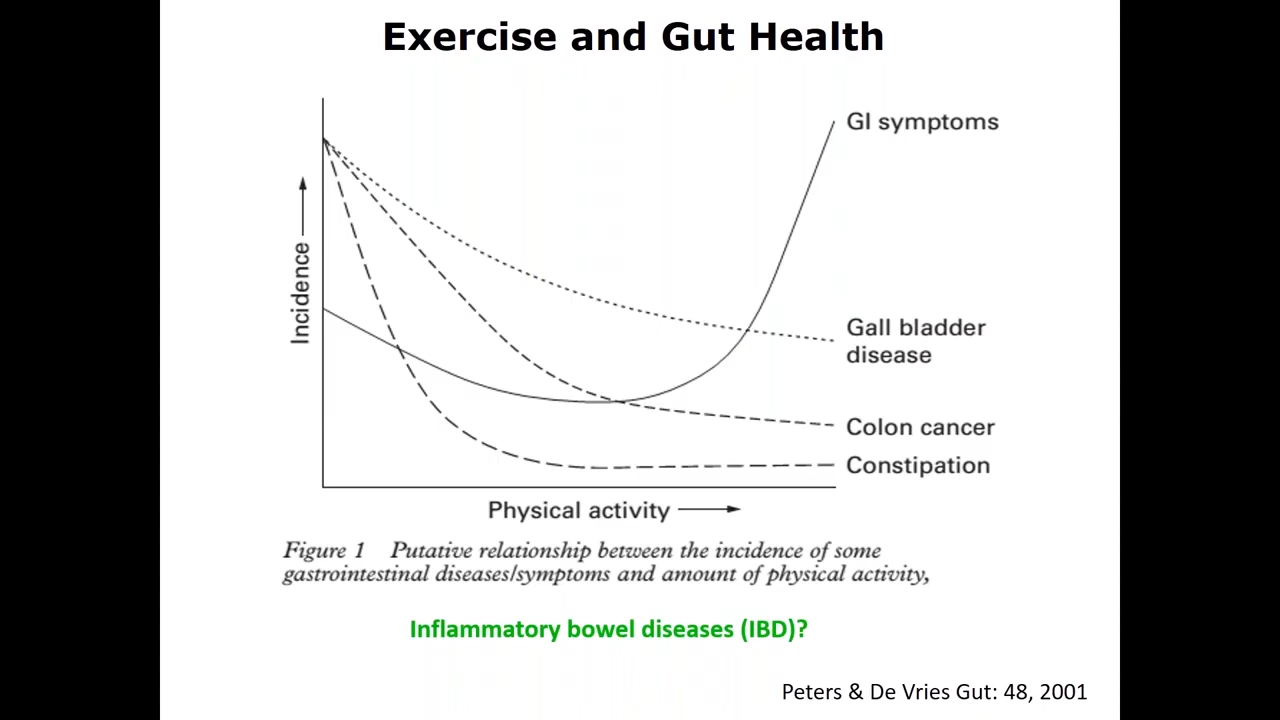 Exercise and Gut Health
GI symptoms
Incidence
Gall bladder
disease
Colon cancer
Constipation
Physical activity
Figure 1 Putative relationship between the incidence of some
gastrointestinal diseases/symptoms and amount of physical activity,
Inflammatory bowel diseases (IBD)?
Peters & De Vries Gut: 48, 2001